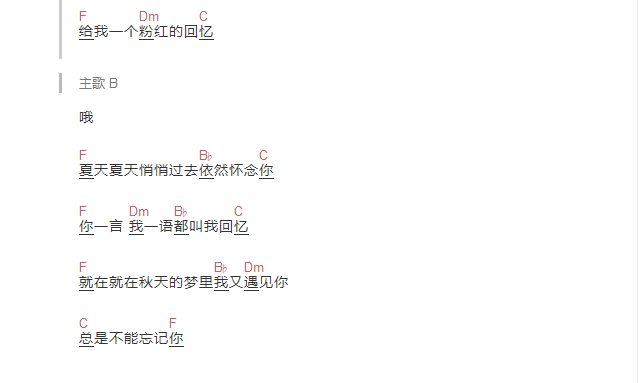 F Dm C
给我一个粉红的回忆
主歌 B
哦
F B♭ C
夏天夏天悄悄过去依然怀念你
F Dm B♭ C
你一言 我一语都叫我回忆
F B♭ Dm
就在就在秋天的梦里我又遇见你
C F
总是不能忘记你